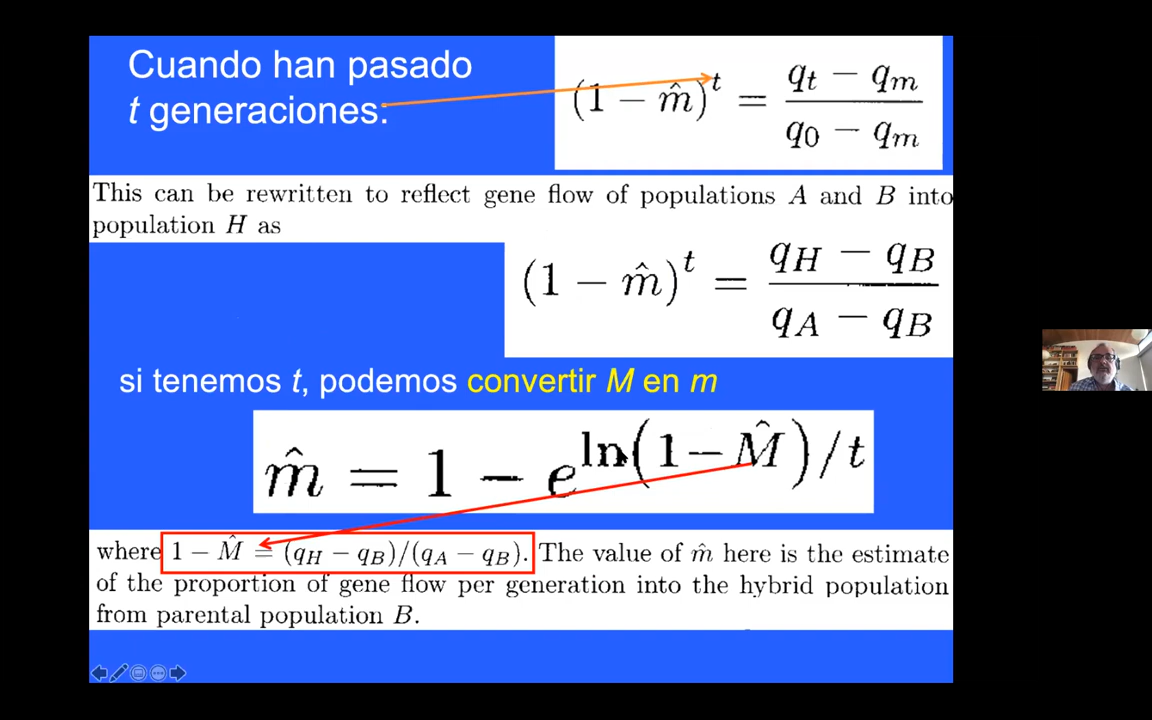 Cuando han pasado
t generaciones:
(1 − m̂)^t = (q_t − q_m) / (q_0 − q_m)
This can be rewritten to reflect gene flow of populations A and B into
population H as
(1 − m̂)^t = (q_H − q_B) / (q_A − q_B)
si tenemos t, podemos convertir M en m
m̂ = 1 − e^{ln(1−M̂)/t}
where 1 − M̂ = (q_H − q_B)/(q_A − q_B). The value of m̂ here is the estimate
of the proportion of gene flow per generation into the hybrid population
from parental population B.